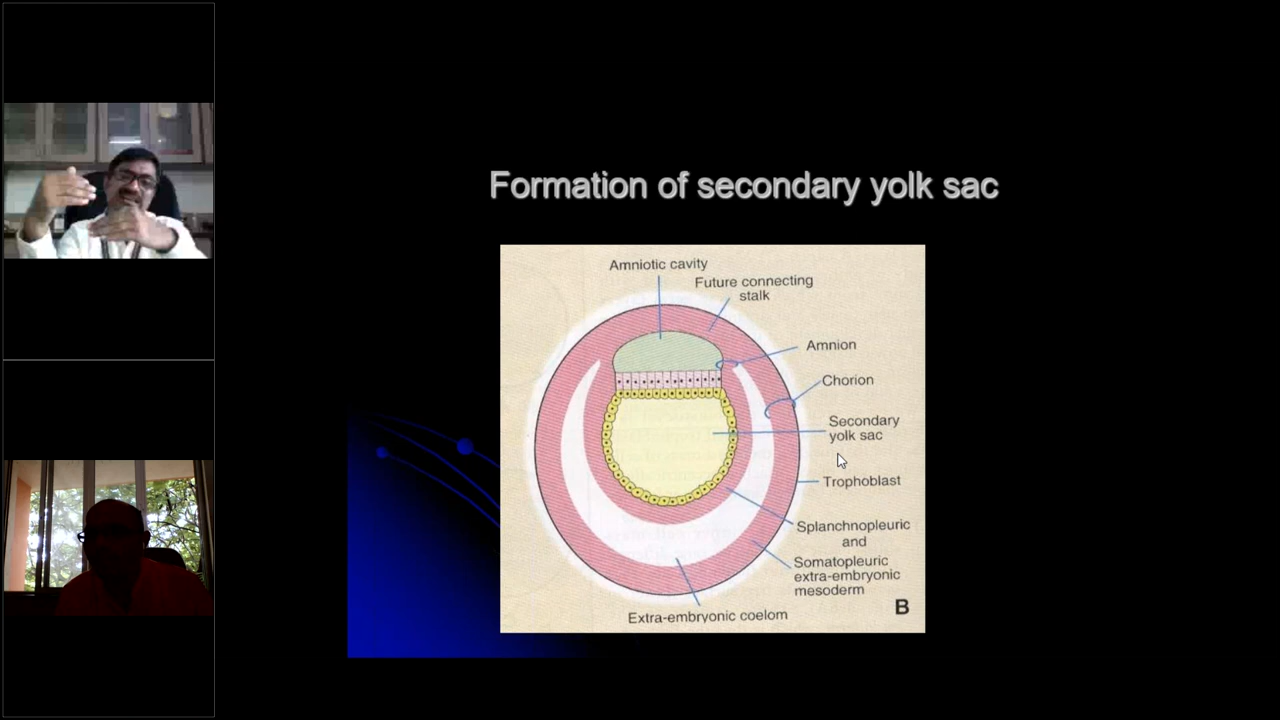 Formation of secondary yolk sac
Amniotic cavity
Future connecting
stalk
Amnion
Chorion
Secondary
yolk sac
Trophoblast
Splanchnopleuric
and
Somatopleuric
extra-embryonic
mesoderm
Extra-embryonic coelom
B